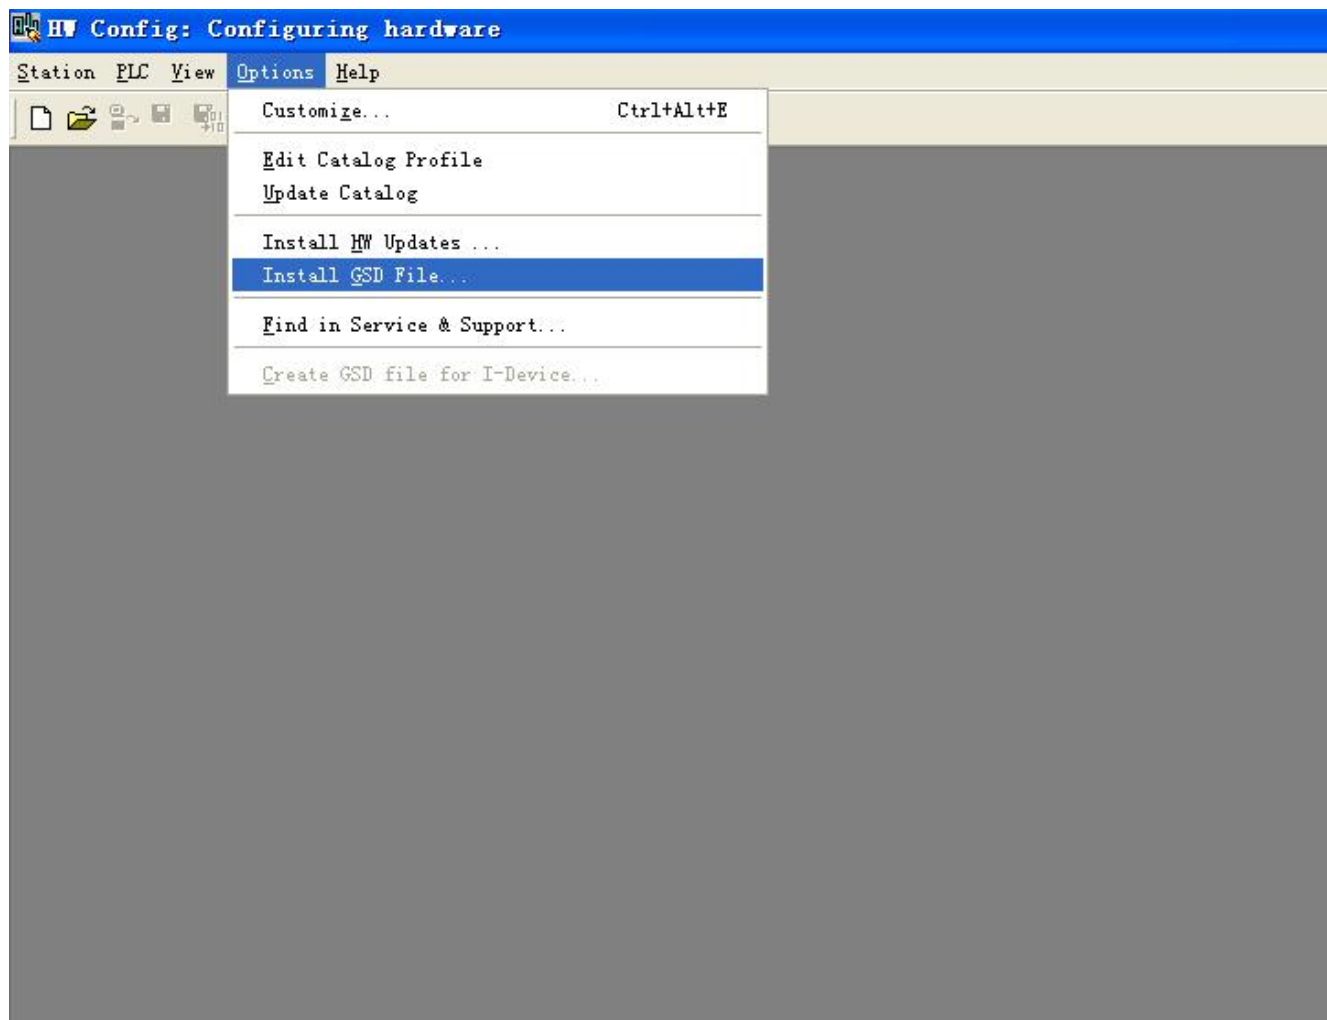 HW Config: Configuring hardware
Station PLC View Options Help
Customize... Ctrl+Alt+E
Edit Catalog Profile
Update Catalog
Install HW Updates ...
Install GSD File...
Find in Service & Support...
Create GSD file for I-Device...